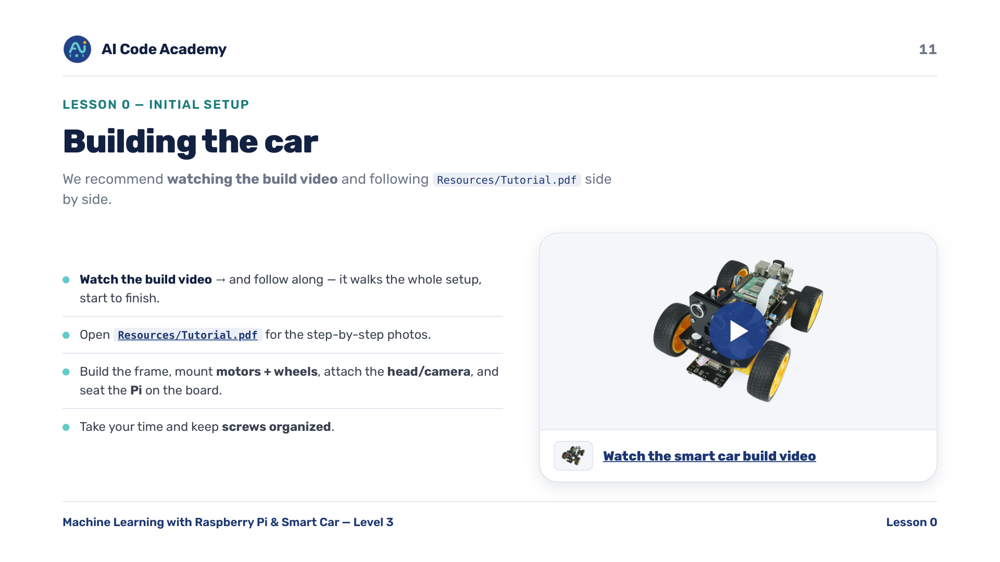 AI Code Academy
11
LESSON 0 — INITIAL SETUP
Building the car
We recommend watching the build video and following Resources/Tutorial.pdf side
by side.
Watch the build video → and follow along — it walks the whole setup,
start to finish.
Open Resources/Tutorial.pdf for the step-by-step photos.
Build the frame, mount motors + wheels, attach the head/camera, and
seat the Pi on the board.
Take your time and keep screws organized.
Watch the smart car build video
Machine Learning with Raspberry Pi & Smart Car — Level 3
Lesson 0